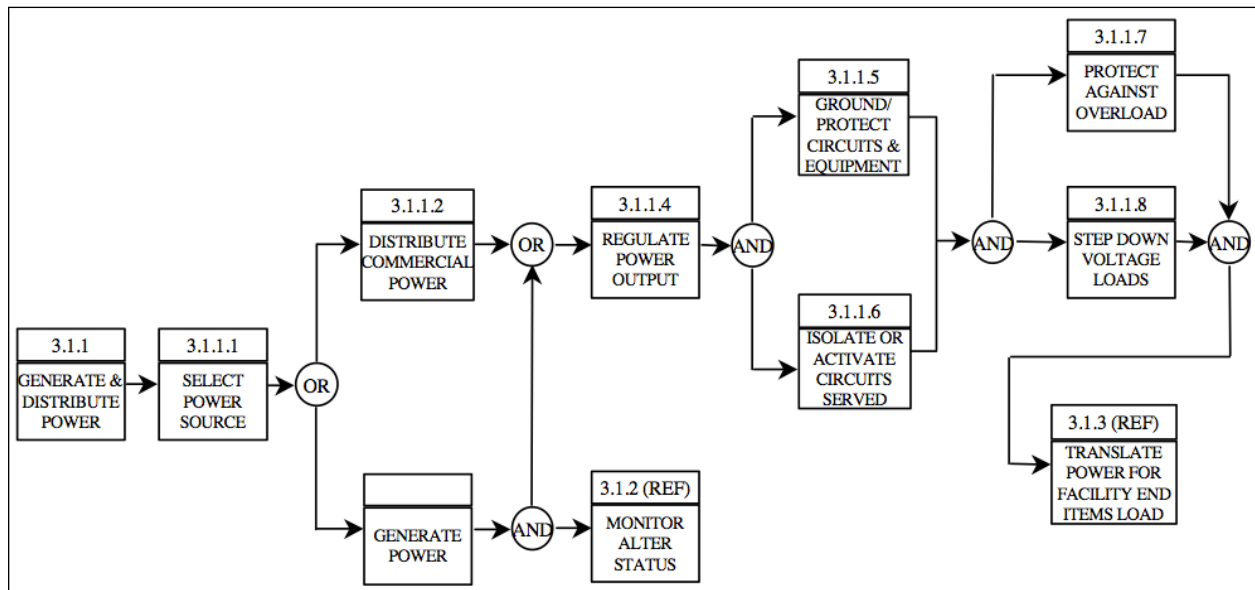 3.1.1
GENERATE &
DISTRIBUTE
POWER
3.1.1.1
SELECT
POWER
SOURCE
OR
3.1.1.2
DISTRIBUTE
COMMERCIAL
POWER
OR
GENERATE
POWER
AND
3.1.2 (REF)
MONITOR
ALTER
STATUS
3.1.1.4
REGULATE
POWER
OUTPUT
AND
3.1.1.5
GROUND/
PROTECT
CIRCUITS &
EQUIPMENT
3.1.1.6
ISOLATE OR
ACTIVATE
CIRCUITS
SERVED
AND
3.1.1.7
PROTECT
AGAINST
OVERLOAD
3.1.1.8
STEP DOWN
VOLTAGE
LOADS
AND
3.1.3 (REF)
TRANSLATE
POWER FOR
FACILITY END
ITEMS LOAD